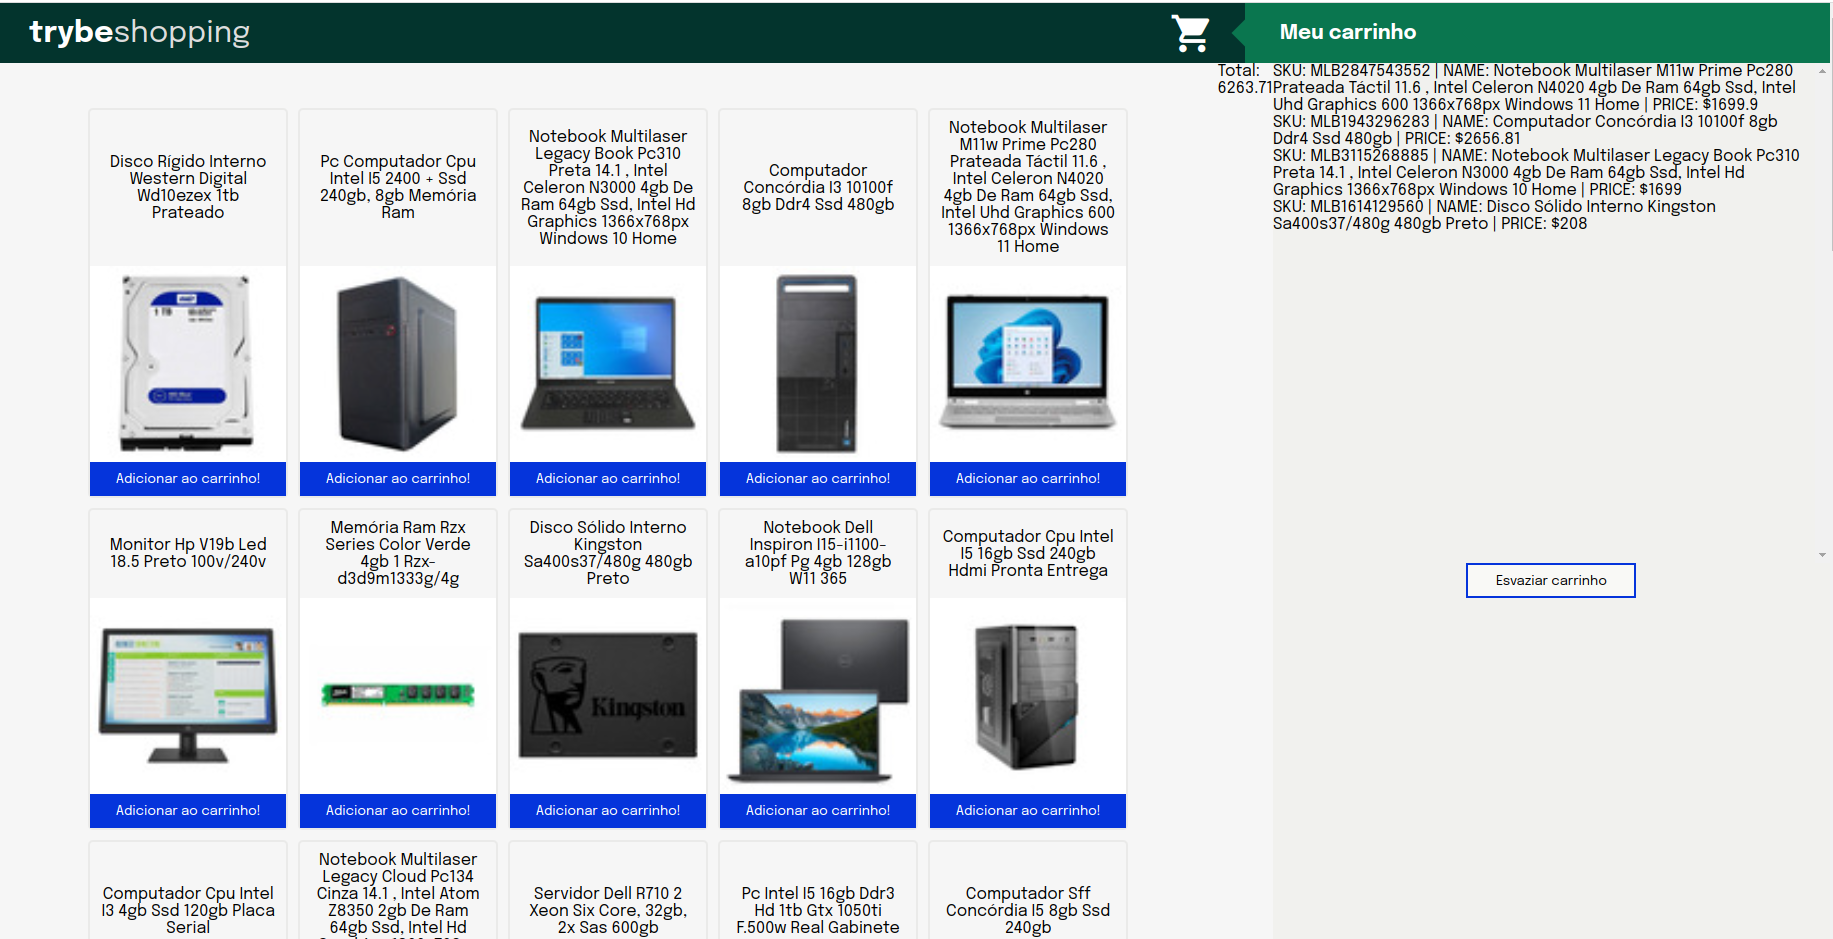 trybeshopping
Meu carrinho
Total:
6263.71
SKU: MLB2847543552 | NAME: Notebook Multilaser M11w Prime Pc280
Prateada Táctil 11.6 , Intel Celeron N4020 4gb De Ram 64gb Ssd, Intel
Uhd Graphics 600 1366x768px Windows 11 Home | PRICE: $1699.9
SKU: MLB1943296283 | NAME: Computador Concórdia I3 10100f 8gb
Ddr4 Ssd 480gb | PRICE: $2656.81
SKU: MLB3115268885 | NAME: Notebook Multilaser Legacy Book Pc310
Preta 14.1 , Intel Celeron N3000 4gb De Ram 64gb Ssd, Intel Hd
Graphics 1366x768px Windows 10 Home | PRICE: $1699
SKU: MLB1614129560 | NAME: Disco Sólido Interno Kingston
Sa400s37/480g 480gb Preto | PRICE: $208
Esvaziar carrinho
Disco Rígido Interno
Western Digital
Wd10ezex 1tb
Prateado
1 TB
Adicionar ao carrinho!
Pc Computador Cpu
Intel I5 2400 + Ssd
240gb, 8gb Memória
Ram
Adicionar ao carrinho!
Notebook Multilaser
Legacy Book Pc310
Preta 14.1 , Intel
Celeron N3000 4gb De
Ram 64gb Ssd, Intel Hd
Graphics 1366x768px
Windows 10 Home
Adicionar ao carrinho!
Computador
Concórdia I3 10100f
8gb Ddr4 Ssd 480gb
Adicionar ao carrinho!
Notebook Multilaser
M11w Prime Pc280
Prateada Táctil 11.6 ,
Intel Celeron N4020
4gb De Ram 64gb Ssd,
Intel Uhd Graphics 600
1366x768px Windows
11 Home
Adicionar ao carrinho!
Monitor Hp V19b Led
18.5 Preto 100v/240v
Adicionar ao carrinho!
Memória Ram Rzx
Series Color Verde
4gb 1 Rzx-
d3d9m1333g/4g
Adicionar ao carrinho!
Disco Sólido Interno
Kingston
Sa400s37/480g 480gb
Preto
Kingston
Adicionar ao carrinho!
Notebook Dell
Inspiron I15-i1100-
a10pf Pg 4gb 128gb
W11 365
Adicionar ao carrinho!
Computador Cpu Intel
I5 16gb Ssd 240gb
Hdmi Pronta Entrega
Adicionar ao carrinho!
Computador Cpu Intel
I3 4gb Ssd 120gb Placa
Serial
Notebook Multilaser
Legacy Cloud Pc134
Cinza 14.1 , Intel Atom
Z8350 2gb De Ram
64gb Ssd, Intel Hd
Servidor Dell R710 2
Xeon Six Core, 32gb,
2x Sas 600gb
Pc Intel I5 16gb Ddr3
Hd 1tb Gtx 1050ti
F.500w Real Gabinete
Computador Sff
Concórdia I5 8gb Ssd
240gb